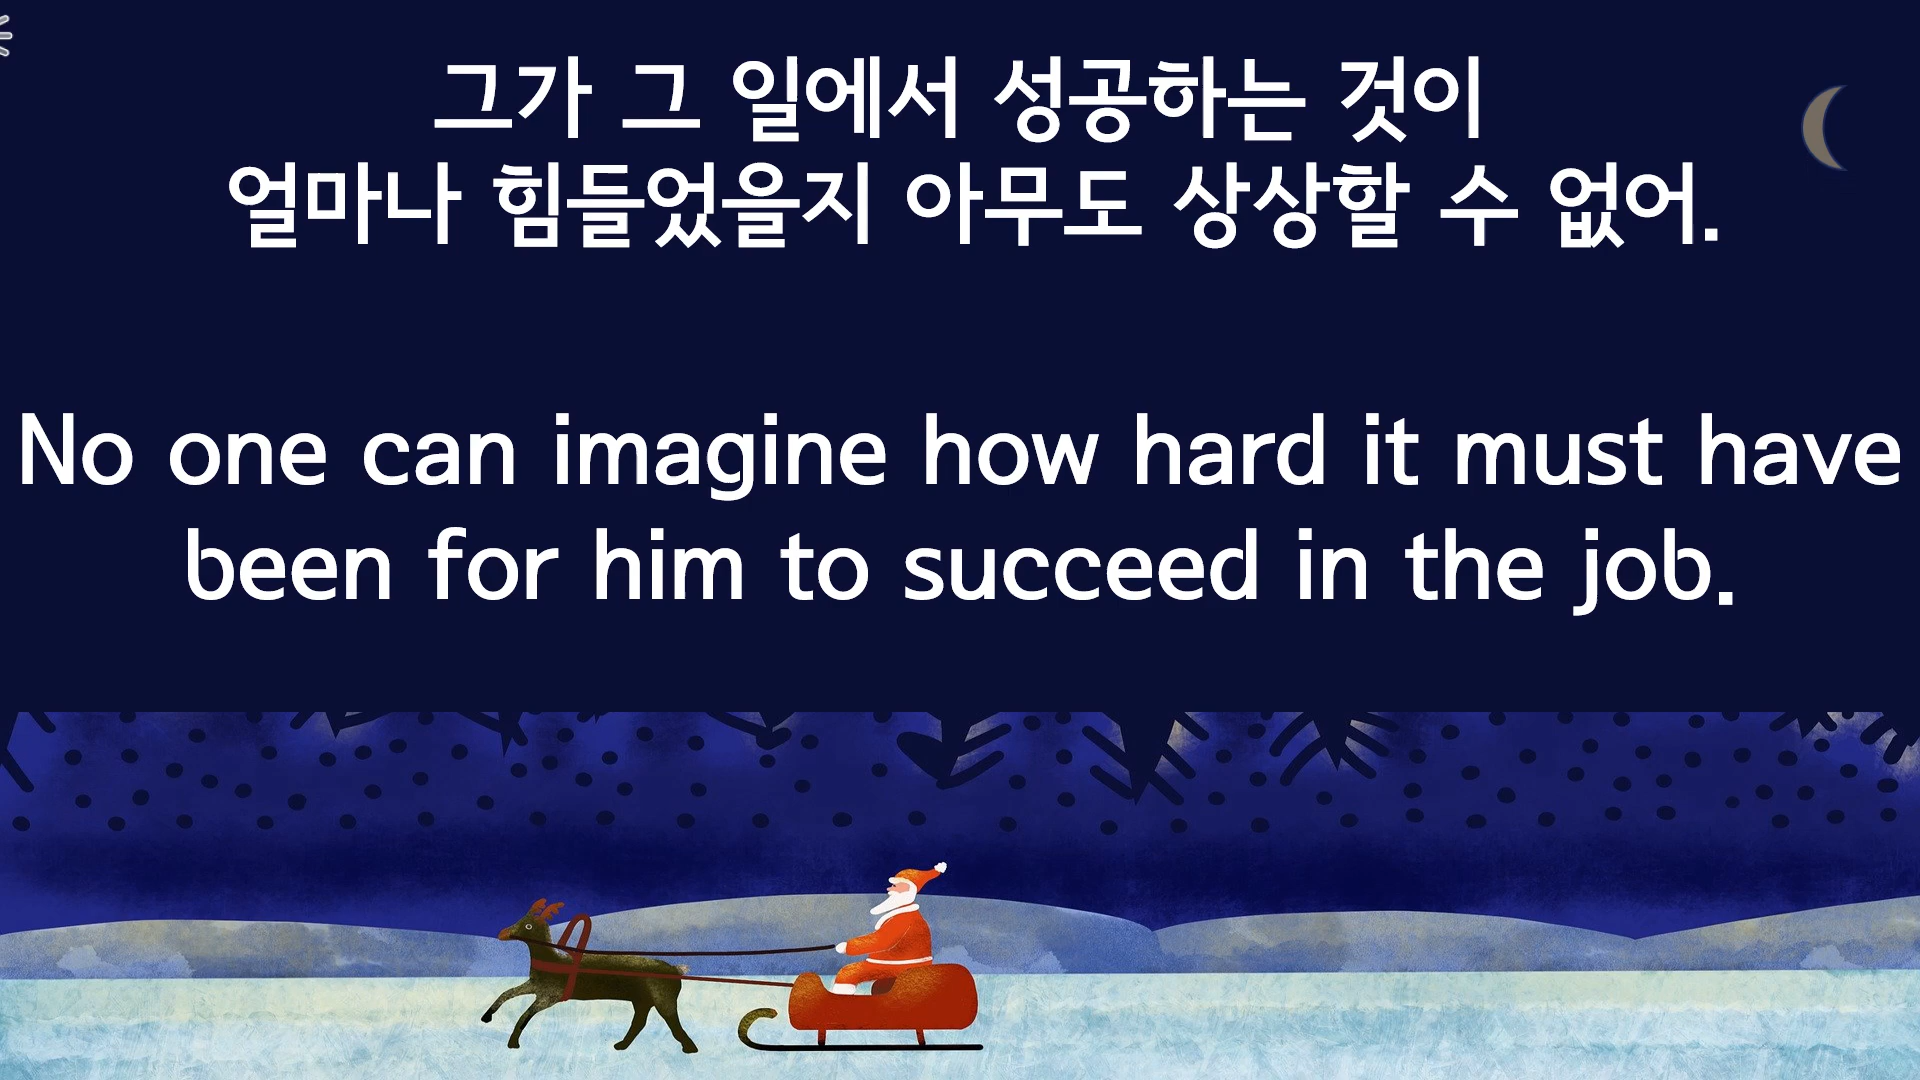 그가 그 일에서 성공하는 것이
얼마나 힘들었을지 아무도 상상할 수 없어.
No one can imagine how hard it must have
been for him to succeed in the job.